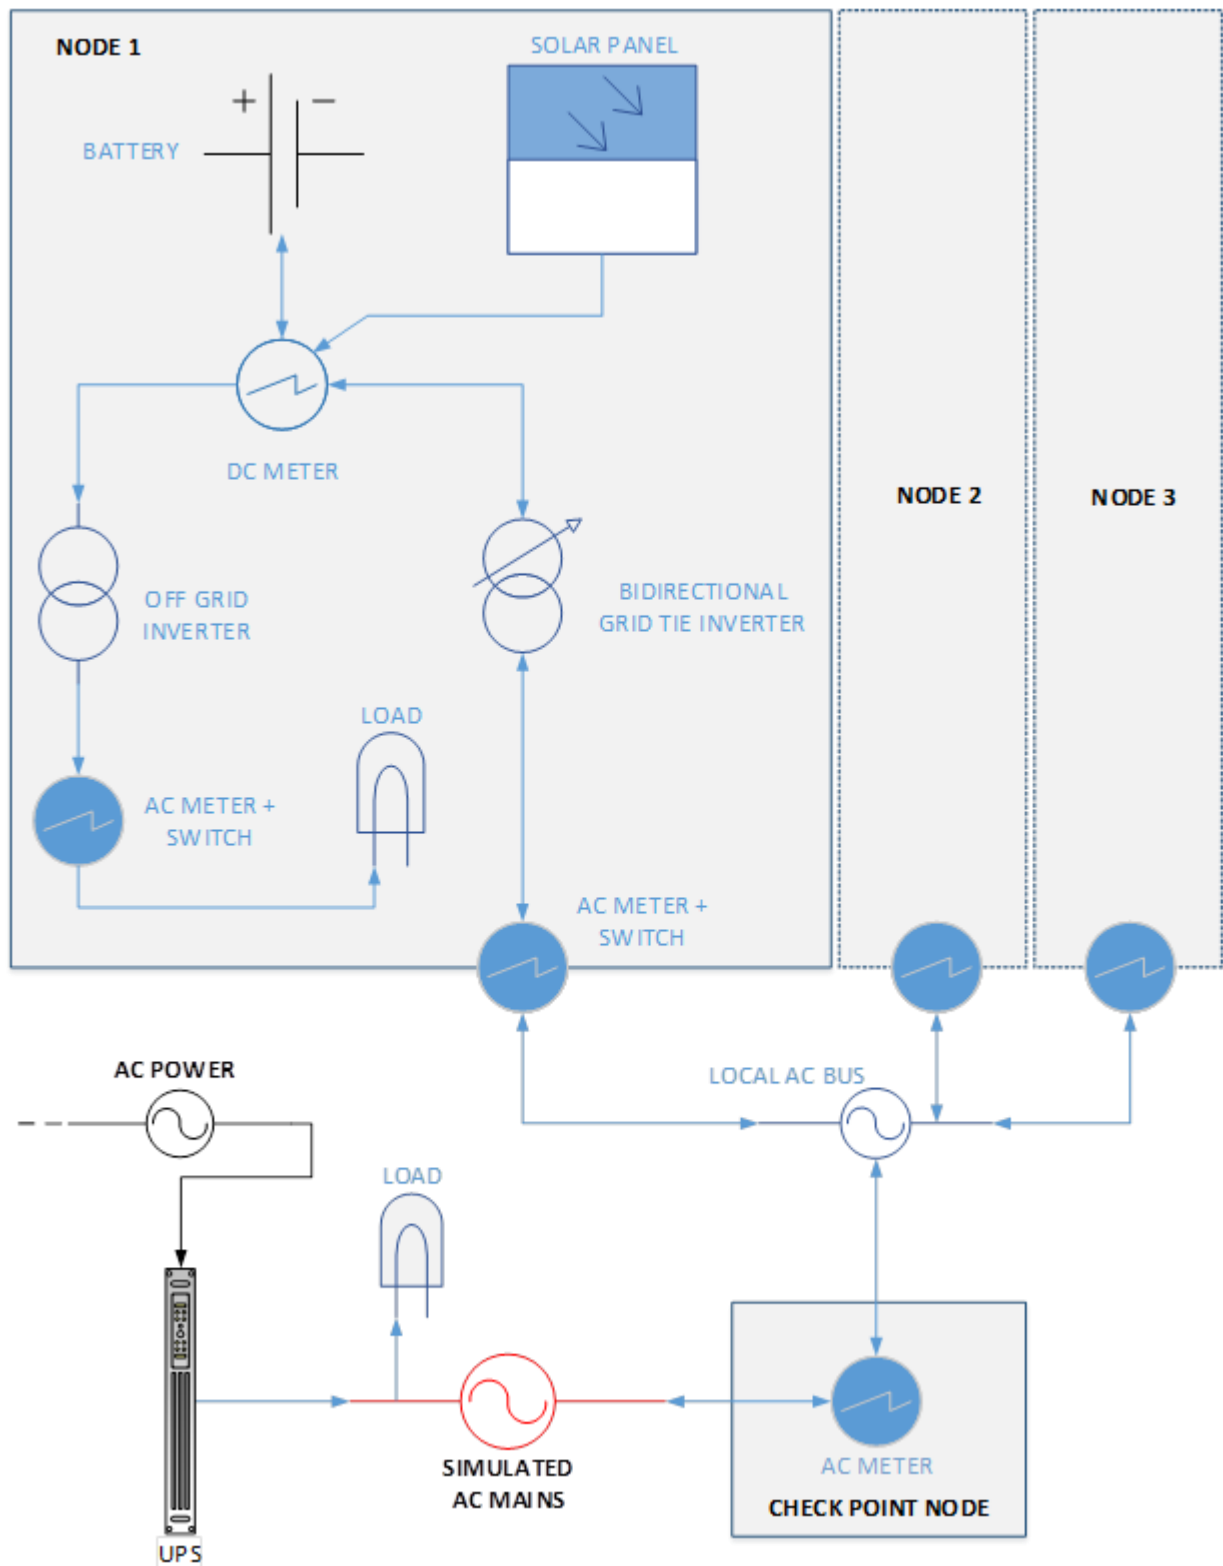 NODE 1
SOLAR PANEL
+
−
BATTERY
DC METER
NODE 2
NODE 3
OFF GRID
INVERTER
BIDIRECTIONAL
GRID TIE INVERTER
LOAD
AC METER +
SWITCH
AC METER +
SWITCH
AC POWER
LOCAL AC BUS
LOAD
SIMULATED
AC MAINS
AC METER
CHECK POINT NODE
UPS